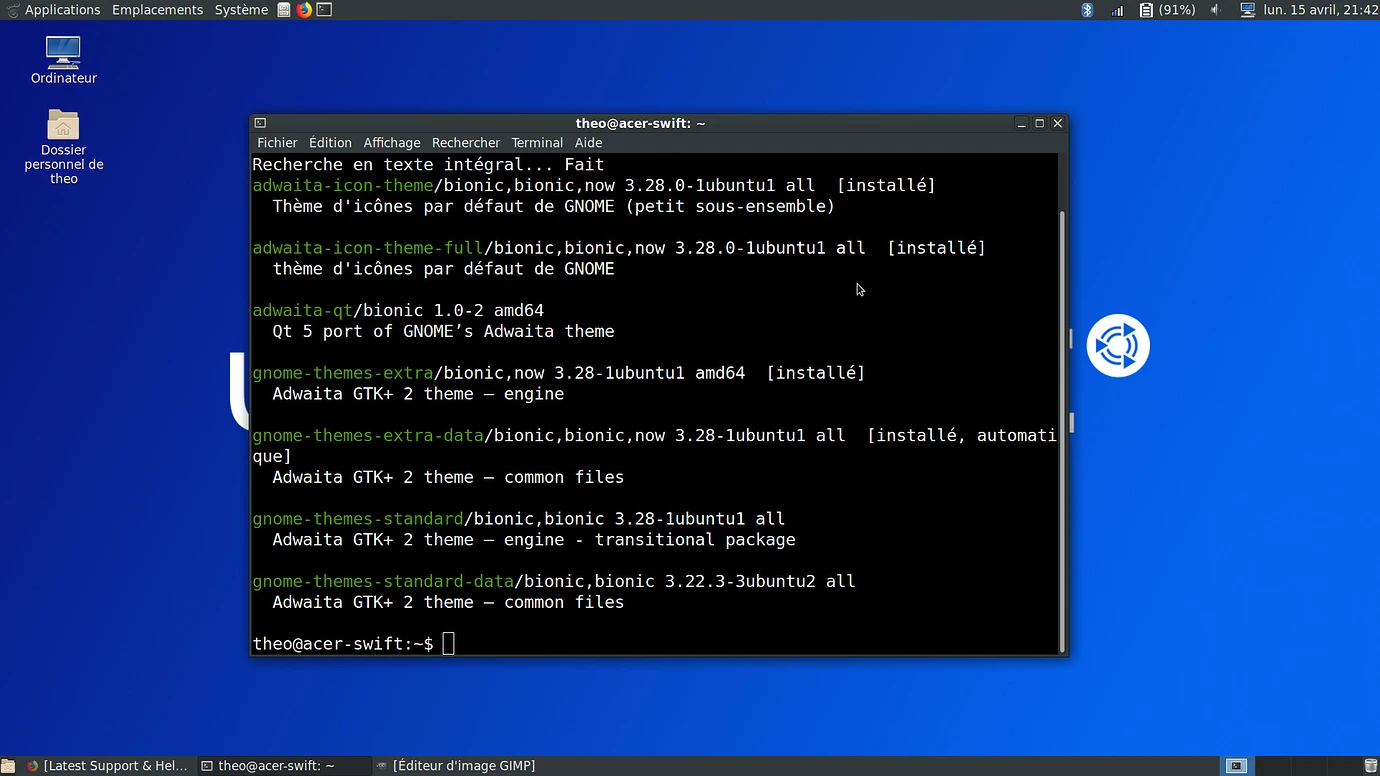 Applications Emplacements Système (91%) lun. 15 avril, 21:42
Ordinateur
Dossier
personnel de
theo
theo@acer-swift: ~
Fichier Édition Affichage Rechercher Terminal Aide
Recherche en texte intégral... Fait
adwaita-icon-theme/bionic,bionic,now 3.28.0-1ubuntu1 all  [installé]
  Thème d'icônes par défaut de GNOME (petit sous-ensemble)
adwaita-icon-theme-full/bionic,bionic,now 3.28.0-1ubuntu1 all  [installé]
  thème d'icônes par défaut de GNOME
adwaita-qt/bionic 1.0-2 amd64
  Qt 5 port of GNOME’s Adwaita theme
gnome-themes-extra/bionic,now 3.28-1ubuntu1 amd64  [installé]
  Adwaita GTK+ 2 theme — engine
gnome-themes-extra-data/bionic,bionic,now 3.28-1ubuntu1 all  [installé, automati
que]
  Adwaita GTK+ 2 theme — common files
gnome-themes-standard/bionic,bionic 3.28-1ubuntu1 all
  Adwaita GTK+ 2 theme — engine - transitional package
gnome-themes-standard-data/bionic,bionic 3.22.3-3ubuntu2 all
  Adwaita GTK+ 2 theme — common files
theo@acer-swift:~$
[Latest Support & Hel... theo@acer-swift: ~ [Éditeur d'image GIMP]